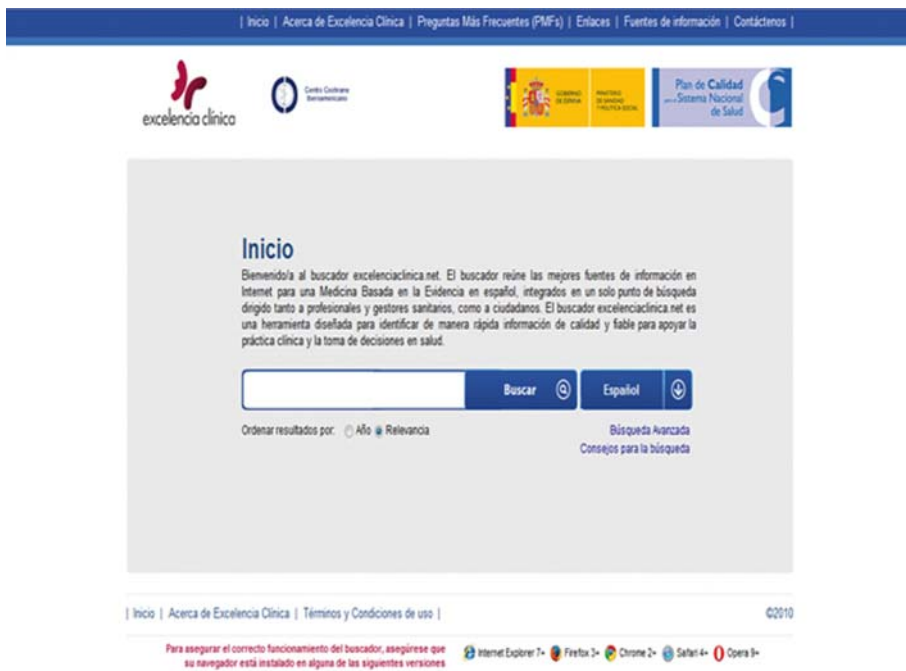 | Inicio | Acerca de Excelencia Clínica | Preguntas Más Frecuentes (PMFs) | Enlaces | Fuentes de información | Contáctenos |
excelencia clínica
Centro Cochrane
Iberoamericano
GOBIERNO
DE ESPAÑA
MINISTERIO
DE SANIDAD
Y POLÍTICA SOCIAL
Plan de Calidad
para el Sistema Nacional
de Salud
Inicio
Bienvenido/a al buscador excelenciaclinica.net. El buscador reúne las mejores fuentes de información en
Internet para una Medicina Basada en la Evidencia en español, integrados en un solo punto de búsqueda
dirigido tanto a profesionales y gestores sanitarios, como a ciudadanos. El buscador excelenciaclinica.net es
una herramienta diseñada para identificar de manera rápida información de calidad y fiable para apoyar la
práctica clínica y la toma de decisiones en salud.
Buscar
Español
Ordenar resultados por: Año Relevancia
Búsqueda Avanzada
Consejos para la búsqueda
| Inicio | Acerca de Excelencia Clínica | Términos y Condiciones de uso |
©2010
Para asegurar el correcto funcionamiento del buscador, asegúrese que
su navegador está instalado en alguna de las siguientes versiones
Internet Explorer 7+ Firefox 3+ Chrome 2+ Safari 4+ Opera 9+